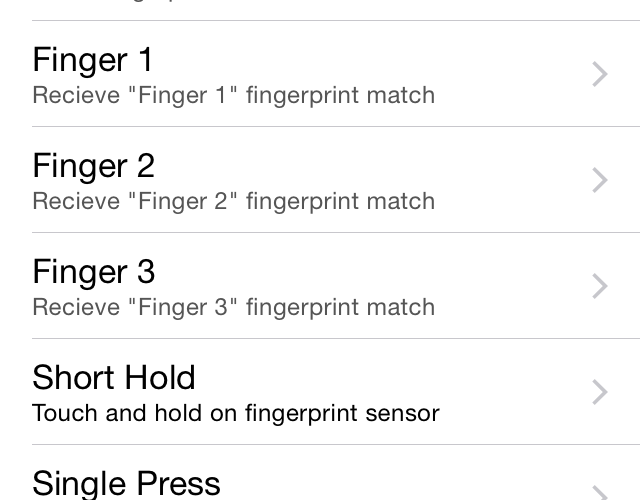 Finger 1
Recieve "Finger 1" fingerprint match
Finger 2
Recieve "Finger 2" fingerprint match
Finger 3
Recieve "Finger 3" fingerprint match
Short Hold
Touch and hold on fingerprint sensor
Single Press